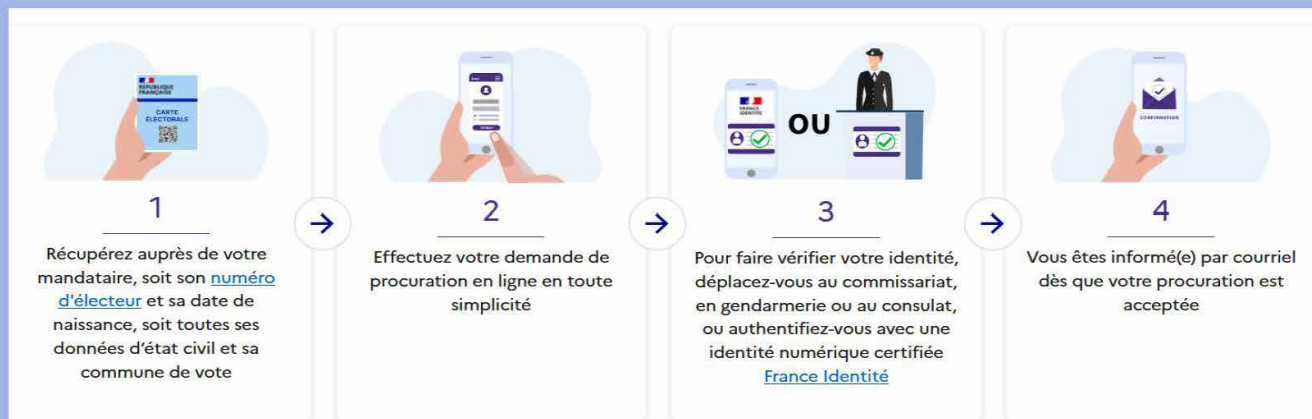 RÉPUBLIQUE
FRANÇAISE
CARTE
ÉLECTORALE
1
Récupérez auprès de votre
mandataire, soit son numéro
d'électeur et sa date de
naissance, soit toutes ses
données d'état civil et sa
commune de vote
2
Effectuez votre demande de
procuration en ligne en toute
simplicité
FRANCE
IDENTITÉ
OU
3
Pour faire vérifier votre identité,
déplacez-vous au commissariat,
en gendarmerie ou au consulat,
ou authentifiez-vous avec une
identité numérique certifiée
France Identité
CONFIRMATION
4
Vous êtes informé(e) par courriel
dès que votre procuration est
acceptée